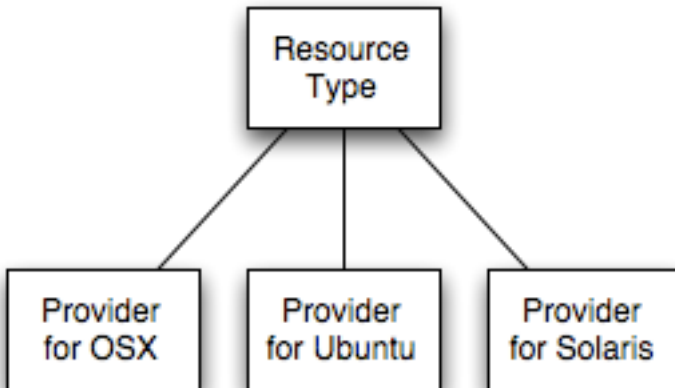 Resource
Type
Provider
for OSX
Provider
for Ubuntu
Provider
for Solaris